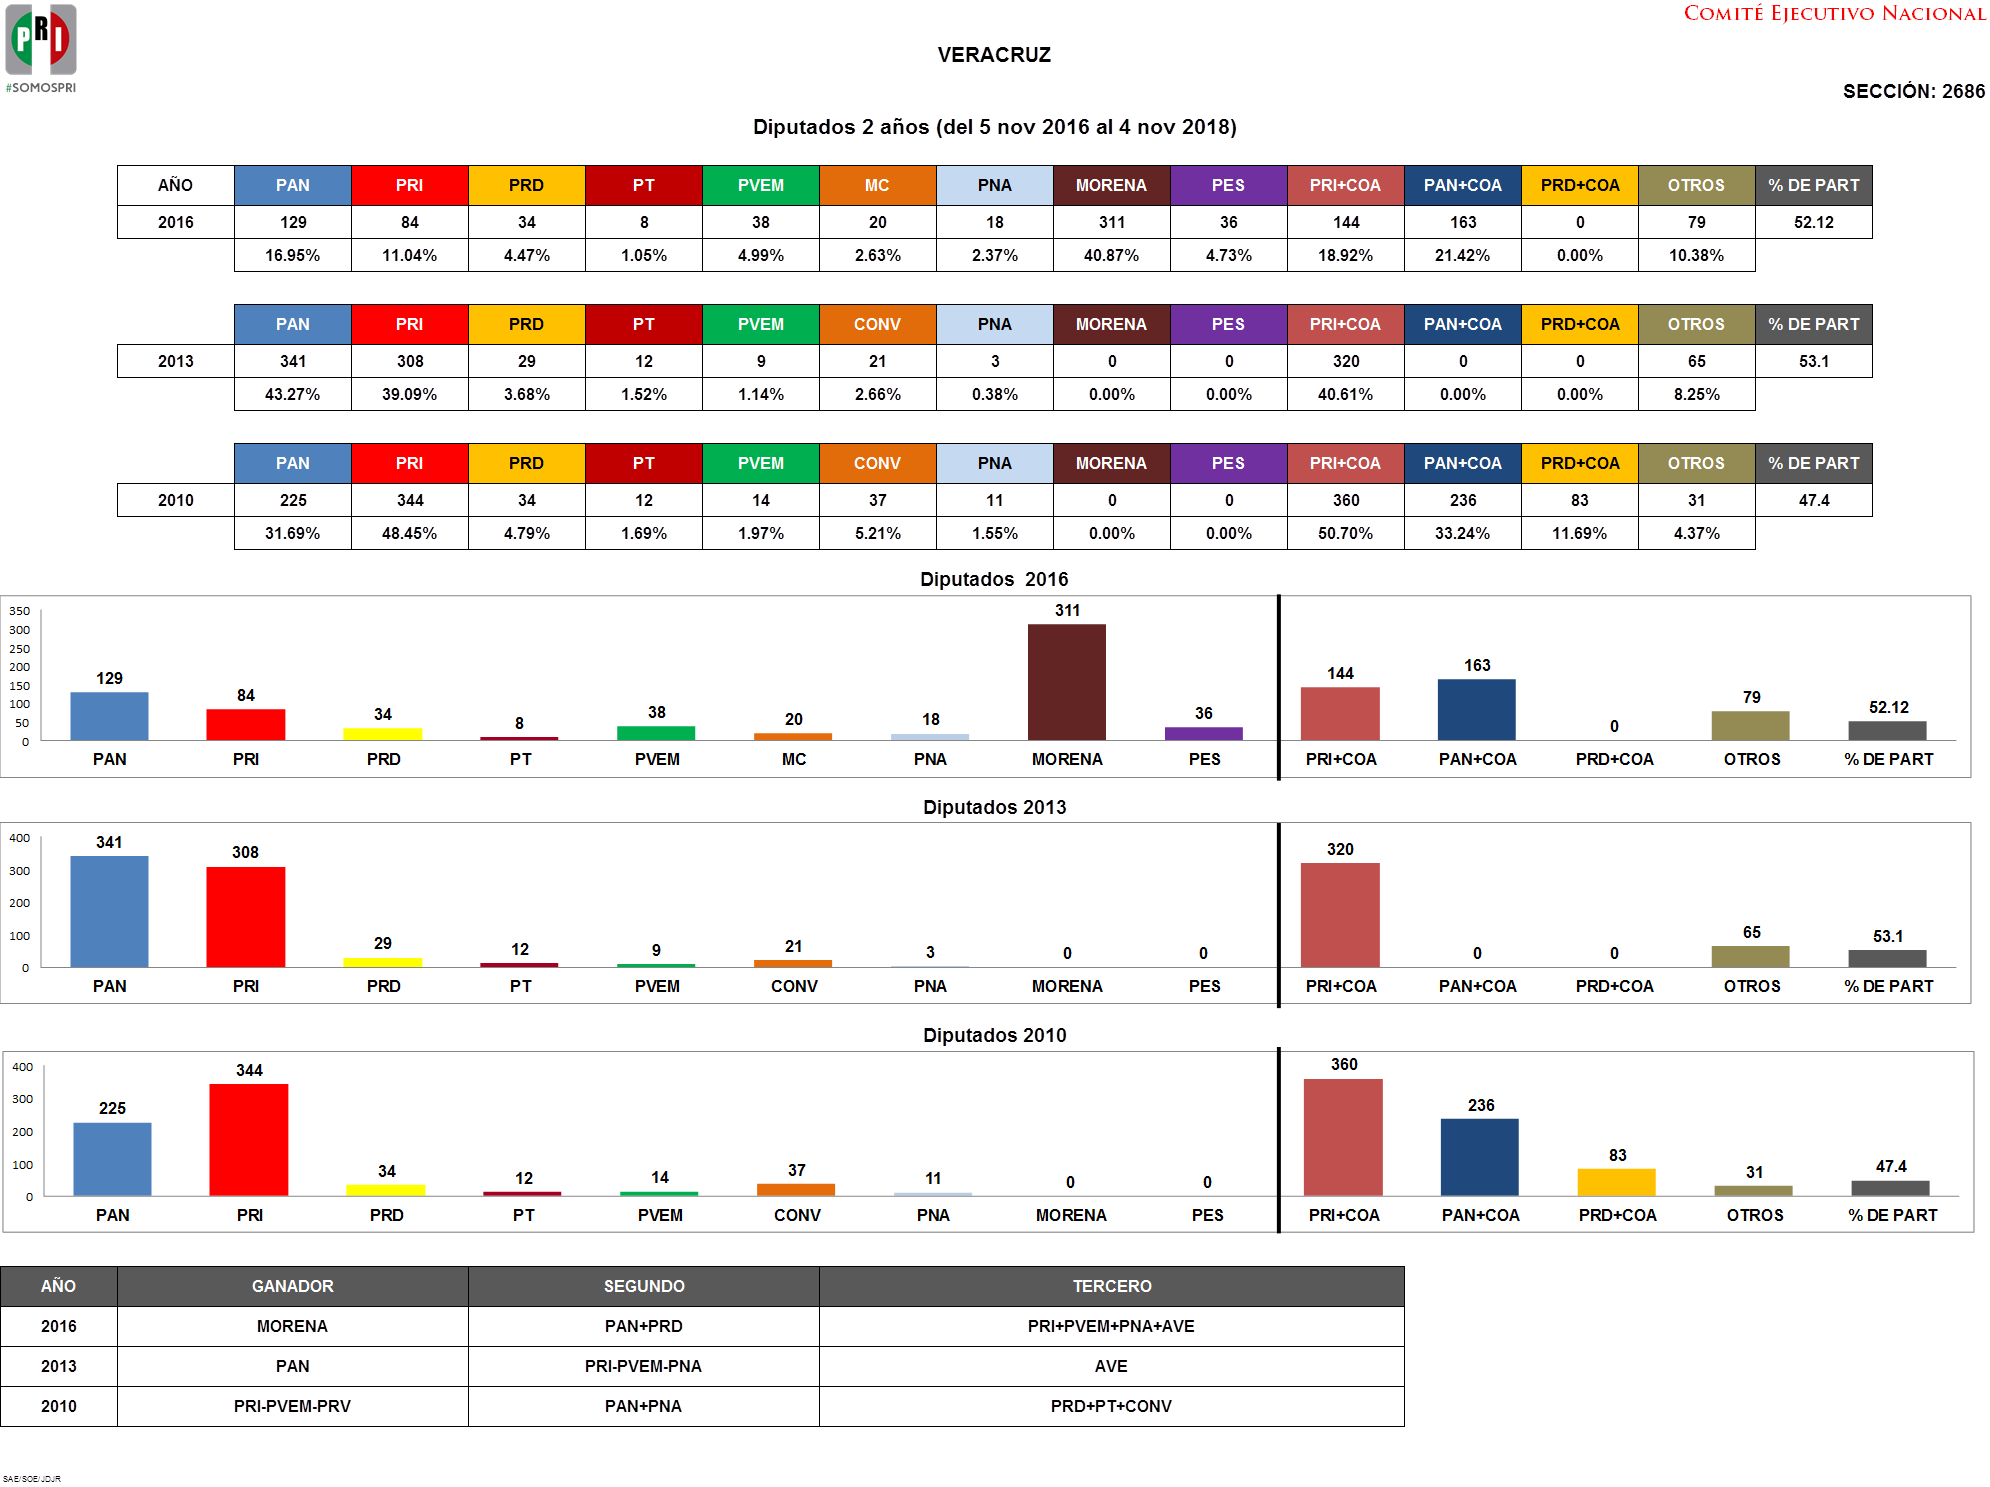 PRI
#SOMOSPRI
COMITÉ EJECUTIVO NACIONAL
VERACRUZ
SECCIÓN: 2686
Diputados 2 años (del 5 nov 2016 al 4 nov 2018)
AÑO PAN PRI PRD PT PVEM MC PNA MORENA PES PRI+COA PAN+COA PRD+COA OTROS % DE PART
2016 129 84 34 8 38 20 18 311 36 144 163 0 79 52.12
16.95% 11.04% 4.47% 1.05% 4.99% 2.63% 2.37% 40.87% 4.73% 18.92% 21.42% 0.00% 10.38%
PAN PRI PRD PT PVEM CONV PNA MORENA PES PRI+COA PAN+COA PRD+COA OTROS % DE PART
2013 341 308 29 12 9 21 3 0 0 320 0 0 65 53.1
43.27% 39.09% 3.68% 1.52% 1.14% 2.66% 0.38% 0.00% 0.00% 40.61% 0.00% 0.00% 8.25%
PAN PRI PRD PT PVEM CONV PNA MORENA PES PRI+COA PAN+COA PRD+COA OTROS % DE PART
2010 225 344 34 12 14 37 11 0 0 360 236 83 31 47.4
31.69% 48.45% 4.79% 1.69% 1.97% 5.21% 1.55% 0.00% 0.00% 50.70% 33.24% 11.69% 4.37%
Diputados 2016
350
300
250
200
150
100
50
0
129 84 34 8 38 20 18 311 36 144 163 0 79 52.12
PAN PRI PRD PT PVEM MC PNA MORENA PES PRI+COA PAN+COA PRD+COA OTROS % DE PART
Diputados 2013
400
300
200
100
0
341 308 29 12 9 21 3 0 0 320 0 0 65 53.1
PAN PRI PRD PT PVEM CONV PNA MORENA PES PRI+COA PAN+COA PRD+COA OTROS % DE PART
Diputados 2010
400
300
200
100
0
225 344 34 12 14 37 11 0 0 360 236 83 31 47.4
PAN PRI PRD PT PVEM CONV PNA MORENA PES PRI+COA PAN+COA PRD+COA OTROS % DE PART
AÑO GANADOR SEGUNDO TERCERO
2016 MORENA PAN+PRD PRI+PVEM+PNA+AVE
2013 PAN PRI-PVEM-PNA AVE
2010 PRI-PVEM-PRV PAN+PNA PRD+PT+CONV
SAE/SOE/JDJR